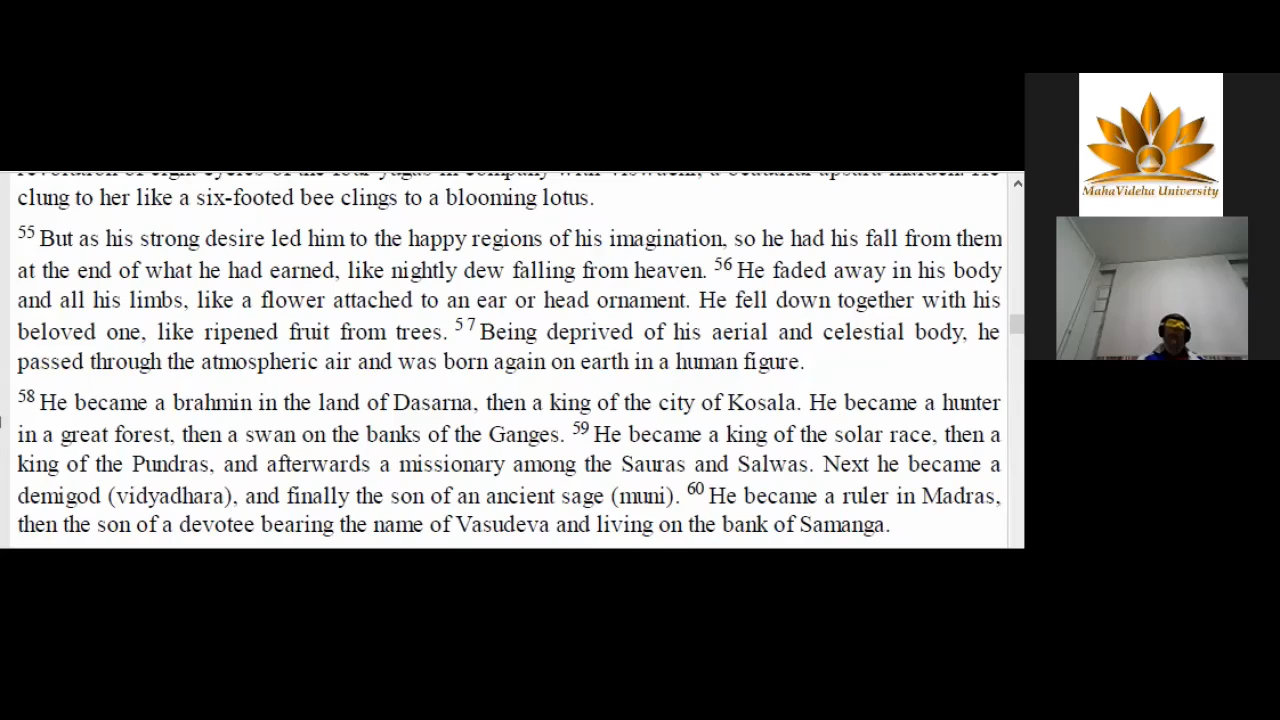 clung to her like a six-footed bee clings to a blooming lotus.
55 But as his strong desire led him to the happy regions of his imagination, so he had his fall from them
at the end of what he had earned, like nightly dew falling from heaven. 56 He faded away in his body
and all his limbs, like a flower attached to an ear or head ornament. He fell down together with his
beloved one, like ripened fruit from trees. 57 Being deprived of his aerial and celestial body, he
passed through the atmospheric air and was born again on earth in a human figure.
58 He became a brahmin in the land of Dasarna, then a king of the city of Kosala. He became a hunter
in a great forest, then a swan on the banks of the Ganges. 59 He became a king of the solar race, then a
king of the Pundras, and afterwards a missionary among the Sauras and Salwas. Next he became a
demigod (vidyadhara), and finally the son of an ancient sage (muni). 60 He became a ruler in Madras,
then the son of a devotee bearing the name of Vasudeva and living on the bank of Samanga.
MahaVideha University